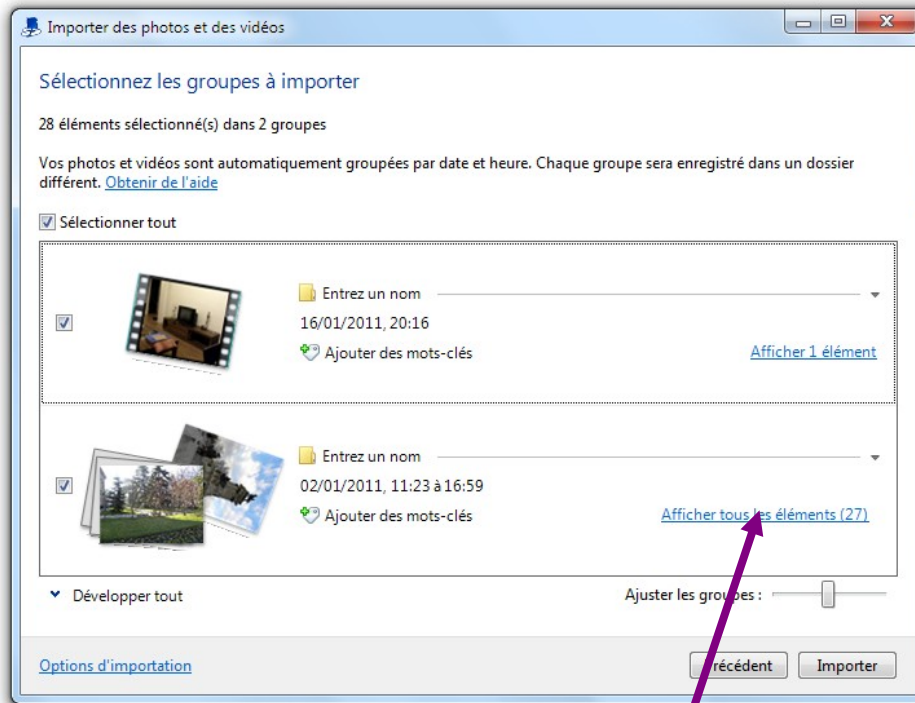 Importer des photos et des vidéos
Sélectionnez les groupes à importer
28 éléments sélectionné(s) dans 2 groupes
Vos photos et vidéos sont automatiquement groupées par date et heure. Chaque groupe sera enregistré dans un dossier
différent. Obtenir de l'aide
Sélectionner tout
Entrez un nom
16/01/2011, 20:16
Ajouter des mots-clés
Afficher 1 élément
Entrez un nom
02/01/2011, 11:23 à 16:59
Ajouter des mots-clés
Afficher tous les éléments (27)
Développer tout
Ajuster les groupes :
Options d'importation
Précédent
Importer